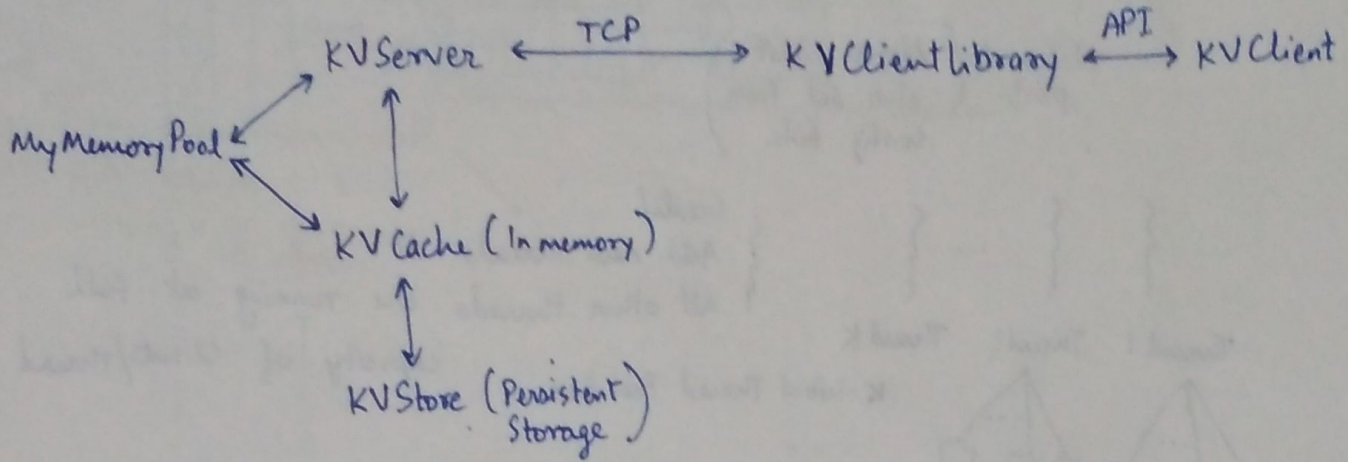 KVServer TCP KVClientlibrary API KVClient
MyMemoryPool
KVCache (In memory)
KVStore (Persistent
Storage)